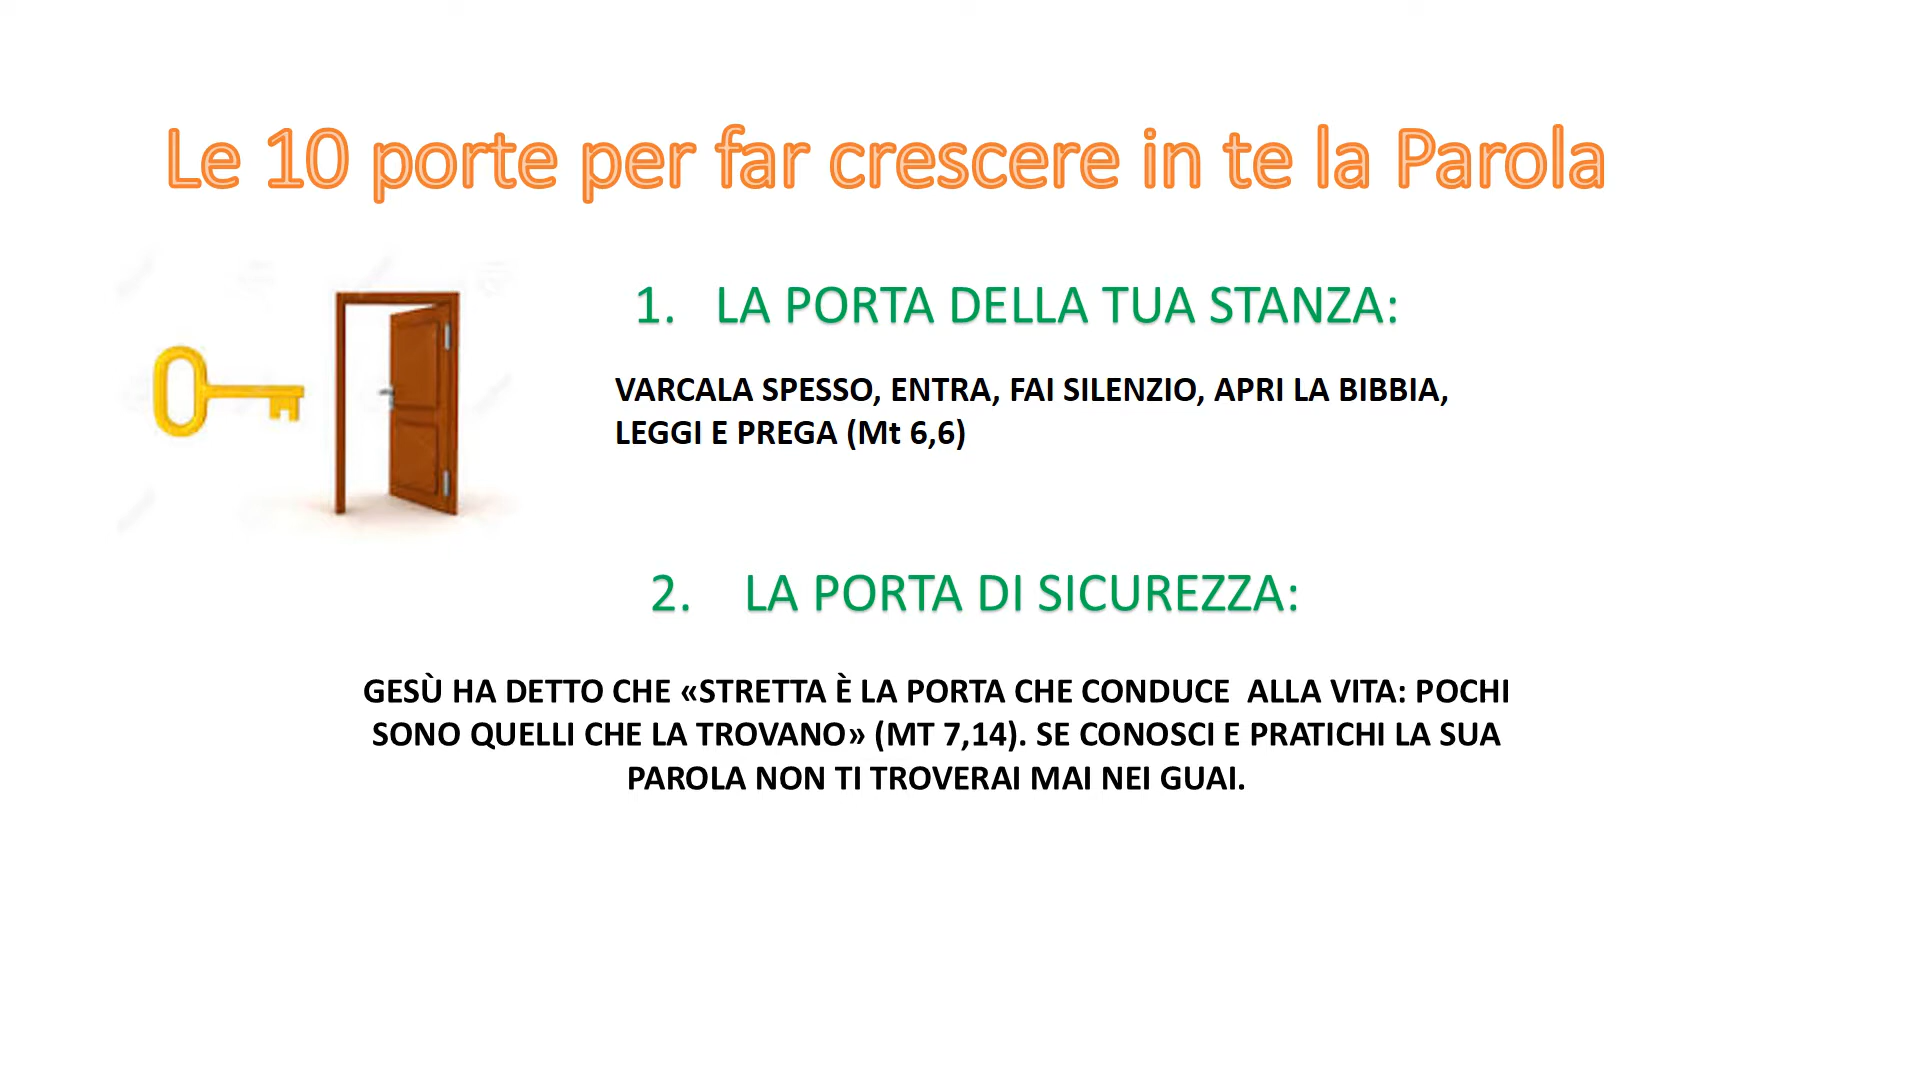 Le 10 porte per far crescere in te la Parola
1. LA PORTA DELLA TUA STANZA:
VARCALA SPESSO, ENTRA, FAI SILENZIO, APRI LA BIBBIA,
LEGGI E PREGA (Mt 6,6)
2. LA PORTA DI SICUREZZA:
GESÙ HA DETTO CHE «STRETTA È LA PORTA CHE CONDUCE  ALLA VITA: POCHI
SONO QUELLI CHE LA TROVANO» (MT 7,14). SE CONOSCI E PRATICHI LA SUA
PAROLA NON TI TROVERAI MAI NEI GUAI.